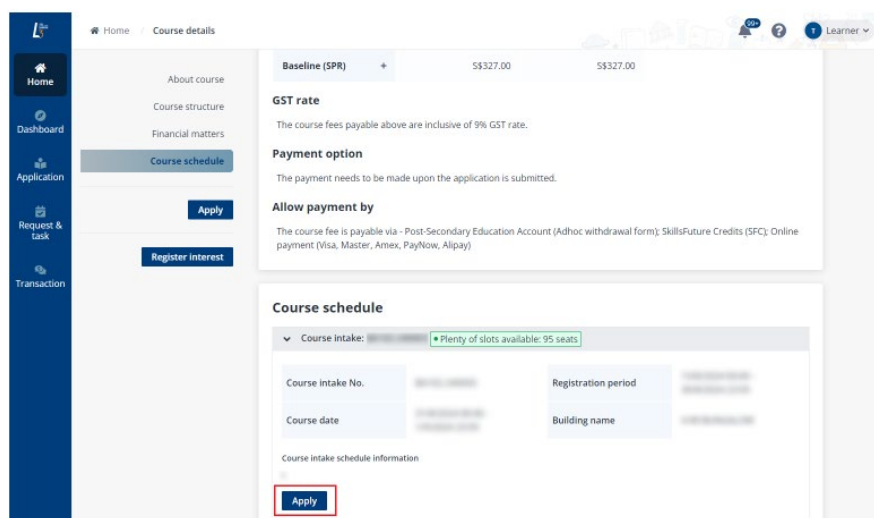 Home / Course details
99+
Learner
Home
Dashboard
Application
Request &
task
Transaction
About course
Course structure
Financial matters
Course schedule
Apply
Register interest
Baseline (SPR) + S$327.00 S$327.00
GST rate
The course fees payable above are inclusive of 9% GST rate.
Payment option
The payment needs to be made upon the application is submitted.
Allow payment by
The course fee is payable via - Post-Secondary Education Account (Adhoc withdrawal form); SkillsFuture Credits (SFC); Online
payment (Visa, Master, Amex, PayNow, Alipay)
Course schedule
Course intake: Plenty of slots available: 95 seats
Course intake No. Registration period
Course date Building name
Course intake schedule information
Apply